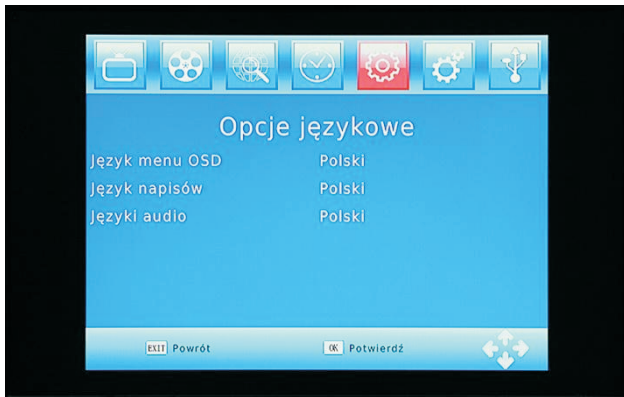 Opcje językowe
Język menu OSD Polski
Język napisów Polski
Języki audio Polski
EXIT Powrót OK Potwierdź